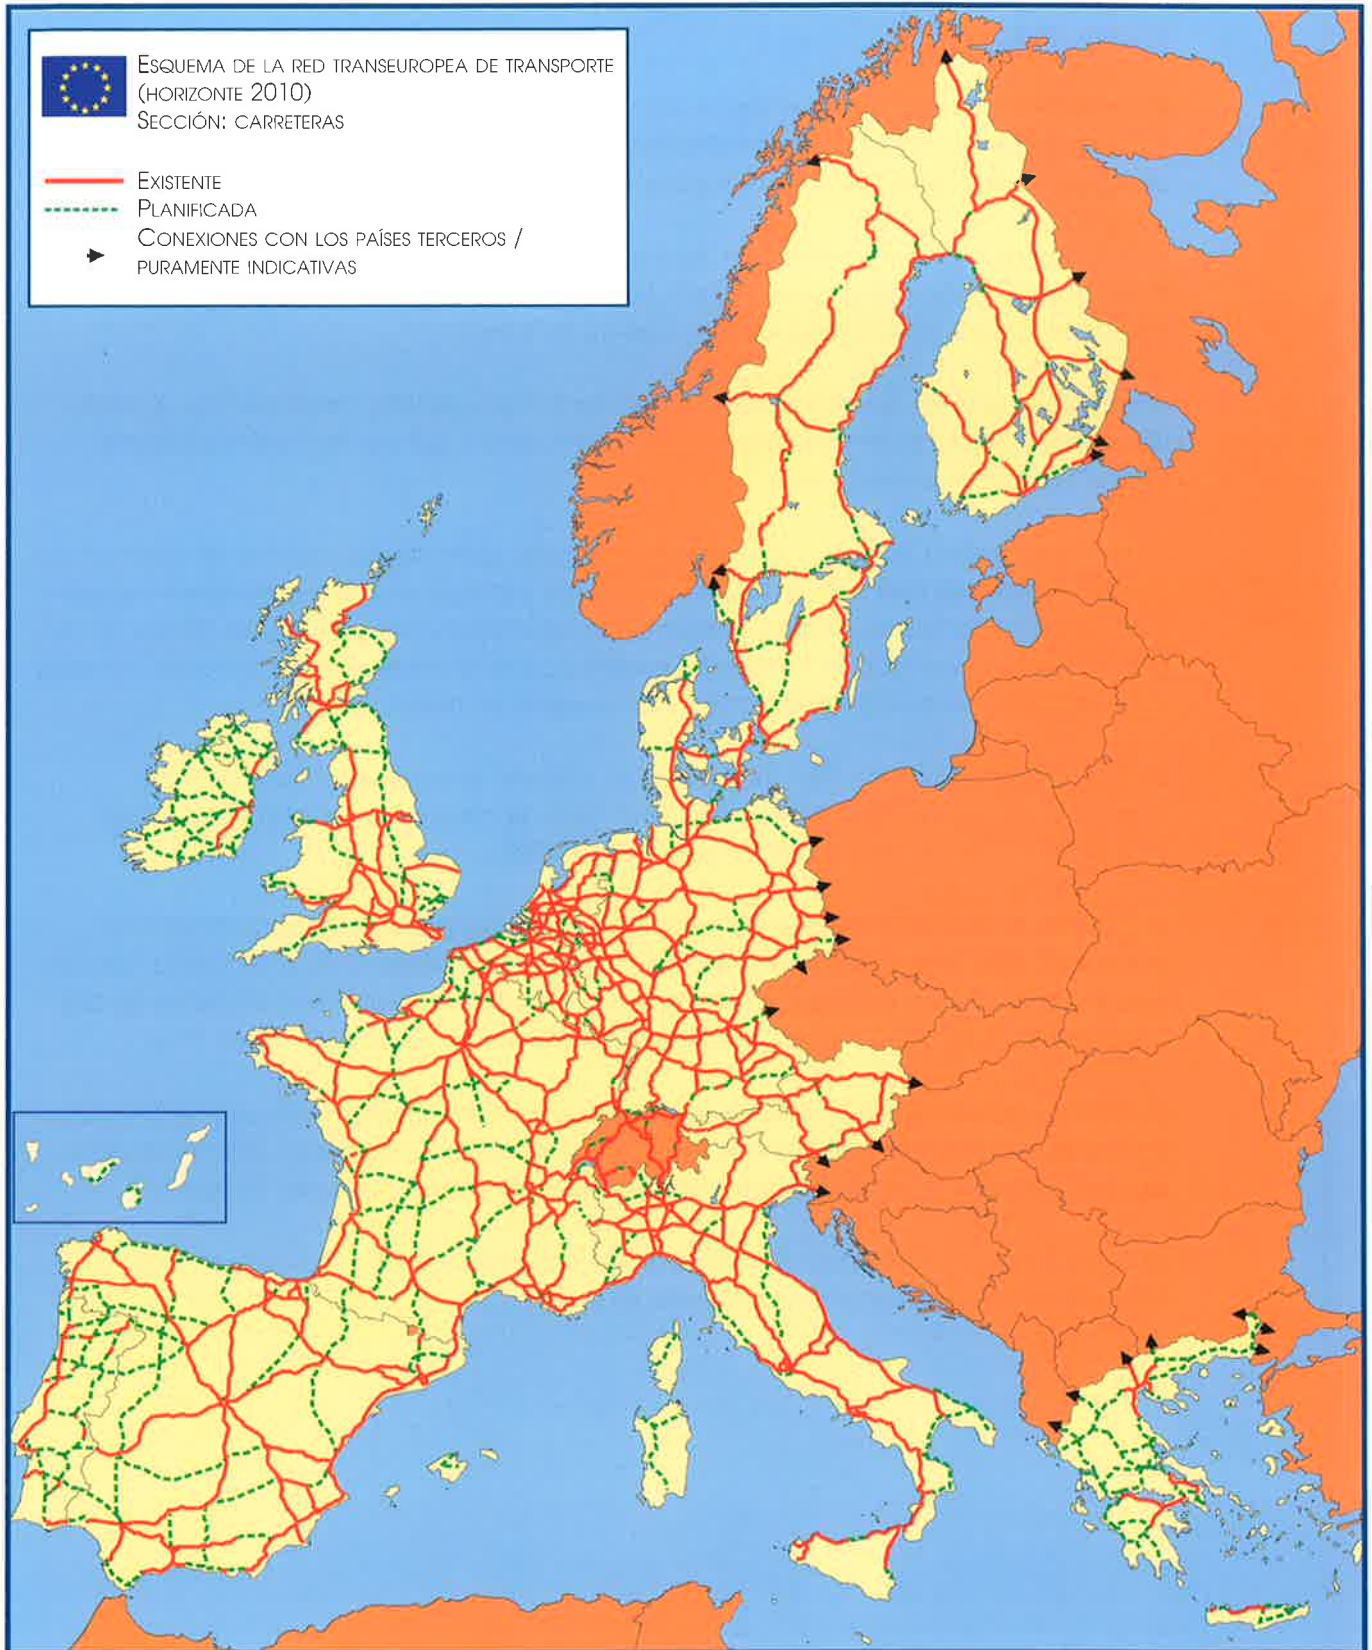 ESQUEMA DE LA RED TRANSEUROPEA DE TRANSPORTE
(HORIZONTE 2010)
SECCIÓN: CARRETERAS
EXISTENTE
PLANIFICADA
CONEXIONES CON LOS PAÍSES TERCEROS /
PURAMENTE INDICATIVAS